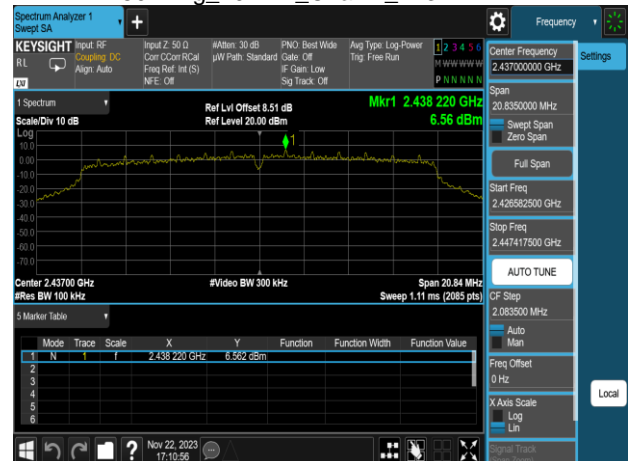 Spectrum Analyzer 1
Swept SA
+
Frequency
KEYSIGHT
RL
LXI
Input: RF
Coupling: DC
Align: Auto
Input Z: 50 Ω
Corr CCorr RCal
Freq Ref: Int (S)
NFE: Off
#Atten: 30 dB
µW Path: Standard
PNO: Best Wide
Gate: Off
IF Gain: Low
Sig Track: Off
Avg Type: Log-Power
Trig: Free Run
1 2 3 4 5 6
M W W W W W
P N N N N N
Center Frequency
2.437000000 GHz
Settings
Span
20.8350000 MHz
Swept Span
Zero Span
Full Span
Start Freq
2.426582500 GHz
Stop Freq
2.447417500 GHz
AUTO TUNE
CF Step
2.083500 MHz
Auto
Man
Freq Offset
0 Hz
X Axis Scale
Log
Lin
Signal Track
Local
1 Spectrum
Scale/Div 10 dB
Ref Lvl Offset 8.51 dB
Ref Level 20.00 dBm
Mkr1 2.438 220 GHz
6.56 dBm
Log
10.0
0.00
-10.0
-20.0
-30.0
-40.0
-50.0
-60.0
-70.0
1
Center 2.43700 GHz
#Res BW 100 kHz
#Video BW 300 kHz
Span 20.84 MHz
Sweep 1.11 ms (2085 pts)
5 Marker Table
Mode Trace Scale X Y Function Function Width Function Value
1 N 1 f 2.438 220 GHz 6.562 dBm
2
3
4
5
6
?
Nov 22, 2023
17:10:56